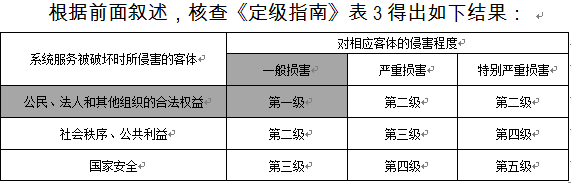 根据前面叙述，核查《定级指南》表 3 得出如下结果：
系统服务被破坏时所侵害的客体 对相应客体的侵害程度
一般损害 严重损害 特别严重损害
公民、法人和其他组织的合法权益 第一级 第二级 第二级
社会秩序、公共利益 第二级 第三级 第四级
国家安全 第三级 第四级 第五级